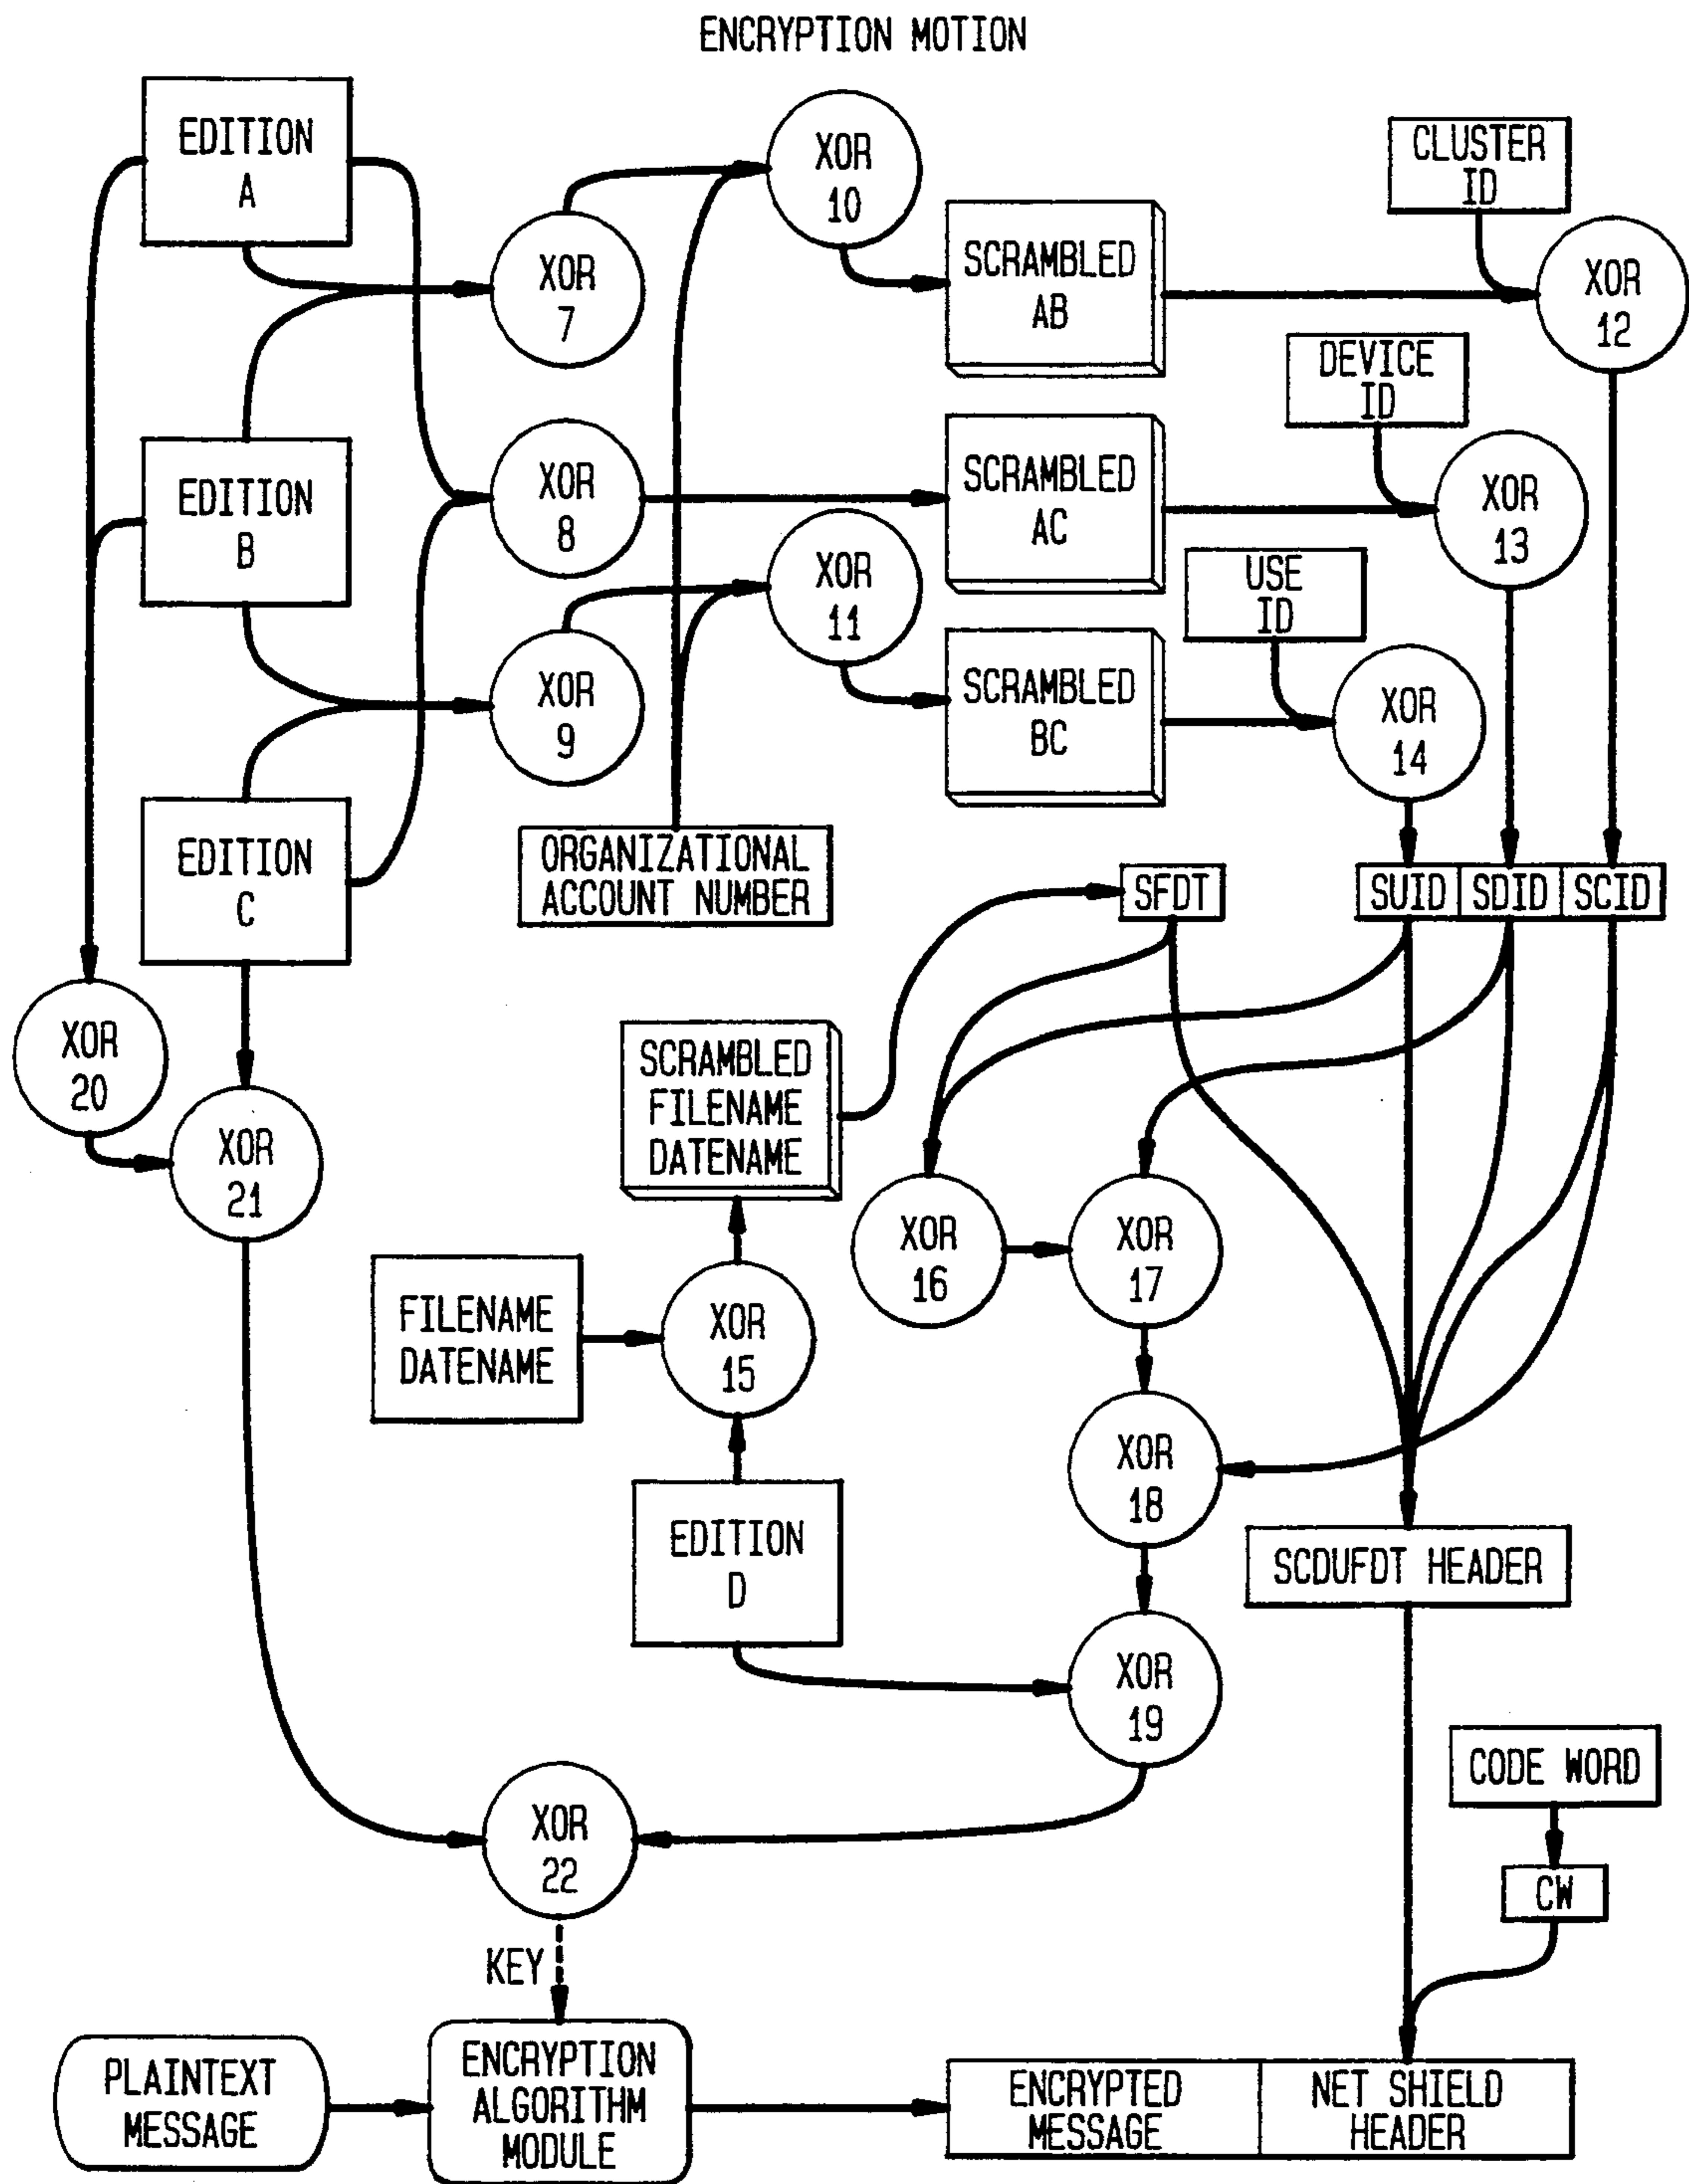 ENCRYPTION MOTION
EDITION
A
XOR
10
CLUSTER
ID
XOR
7
SCRAMBLED
AB
XOR
12
DEVICE
ID
EDITION
B
XOR
8
SCRAMBLED
AC
XOR
13
XOR
11
USE
ID
XOR
9
SCRAMBLED
BC
XOR
14
EDITION
C
ORGANIZATIONAL
ACCOUNT NUMBER
SFDT
SUID
SDID
SCID
XOR
20
SCRAMBLED
FILENAME
DATENAME
XOR
21
XOR
16
XOR
17
FILENAME
DATENAME
XOR
15
XOR
18
EDITION
D
SCDUFDT HEADER
XOR
19
CODE WORD
XOR
22
CW
KEY
PLAINTEXT
MESSAGE
ENCRYPTION
ALGORITHM
MODULE
ENCRYPTED
MESSAGE
NET SHIELD
HEADER